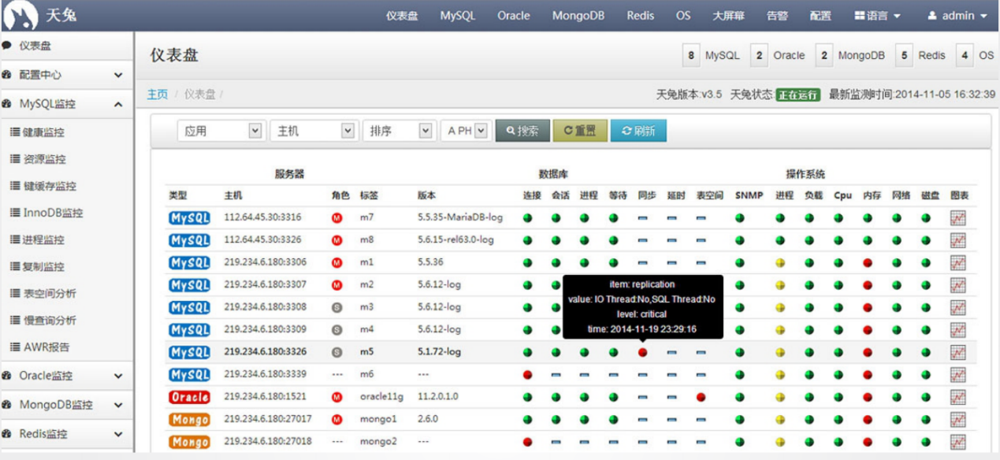 天兔 仪表盘 MySQL Oracle MongoDB Redis OS 大屏幕 告警 配置 语言 admin
仪表盘
配置中心
MySQL监控
健康监控
资源监控
键缓存监控
InnoDB监控
进程监控
复制监控
表空间分析
慢查询分析
AWR报告
Oracle监控
MongoDB监控
Redis监控
仪表盘 8 MySQL 2 Oracle 2 MongoDB 5 Redis 4 OS
主页 / 仪表盘 / 天兔版本:v3.5 天兔状态:正在运行 最新监测时间:2014-11-05 16:32:39
应用 主机 排序 A PH 搜索 重置 刷新
服务器 数据库 操作系统
类型 主机 角色 标签 版本 连接 会话 进程 等待 同步 延时 表空间 SNMP 进程 负载 Cpu 内存 网络 磁盘 图表
MySQL 112.64.45.30:3316 M m7 5.5.35-MariaDB-log
MySQL 112.64.45.30:3326 M m8 5.6.15-rel63.0-log
MySQL 219.234.6.180:3306 M m1 5.5.36
MySQL 219.234.6.180:3307 M m2 5.6.12-log
MySQL 219.234.6.180:3308 S m3 5.6.12-log
MySQL 219.234.6.180:3309 S m4 5.6.12-log
MySQL 219.234.6.180:3326 S m5 5.1.72-log
MySQL 219.234.6.180:3339 --- m6 ---
Oracle 219.234.6.180:1521 M oracle11g 11.2.0.1.0
Mongo 219.234.6.180:27017 M mongo1 2.6.0
Mongo 219.234.6.180:27018 --- mongo2 ---
item: replication
value: IO Thread:No,SQL Thread:No
level: critical
time: 2014-11-19 23:29:16